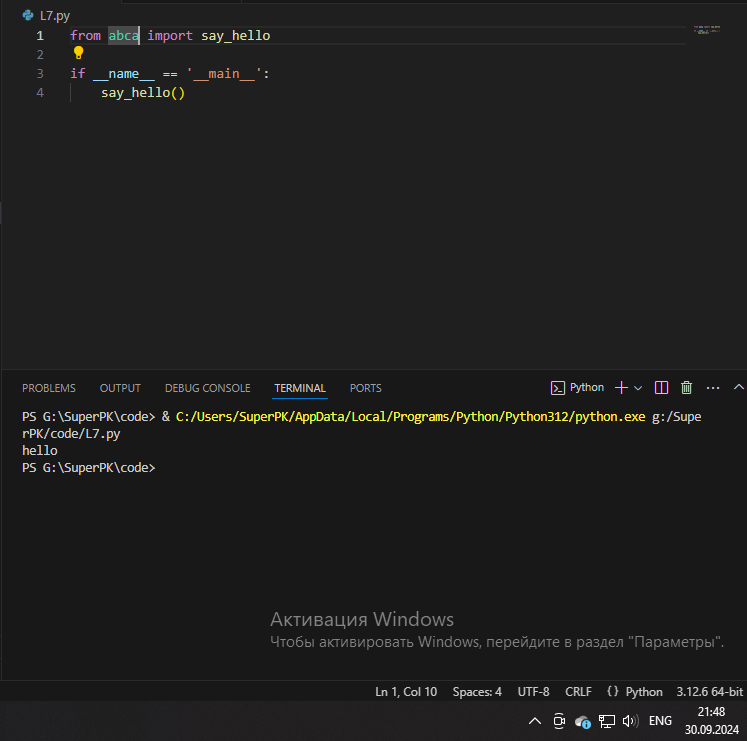 L7.py
1 from abca import say_hello
2
3 if __name__ == '__main__':
4 say_hello()
PROBLEMS OUTPUT DEBUG CONSOLE TERMINAL PORTS Python
PS G:\SuperPK\code> & C:/Users/SuperPK/AppData/Local/Programs/Python/Python312/python.exe g:/Supe
rPK/code/L7.py
hello
PS G:\SuperPK\code>
Активация Windows
Чтобы активировать Windows, перейдите в раздел "Параметры".
Ln 1, Col 10 Spaces: 4 UTF-8 CRLF {} Python 3.12.6 64-bit
ENG 21:48
30.09.2024